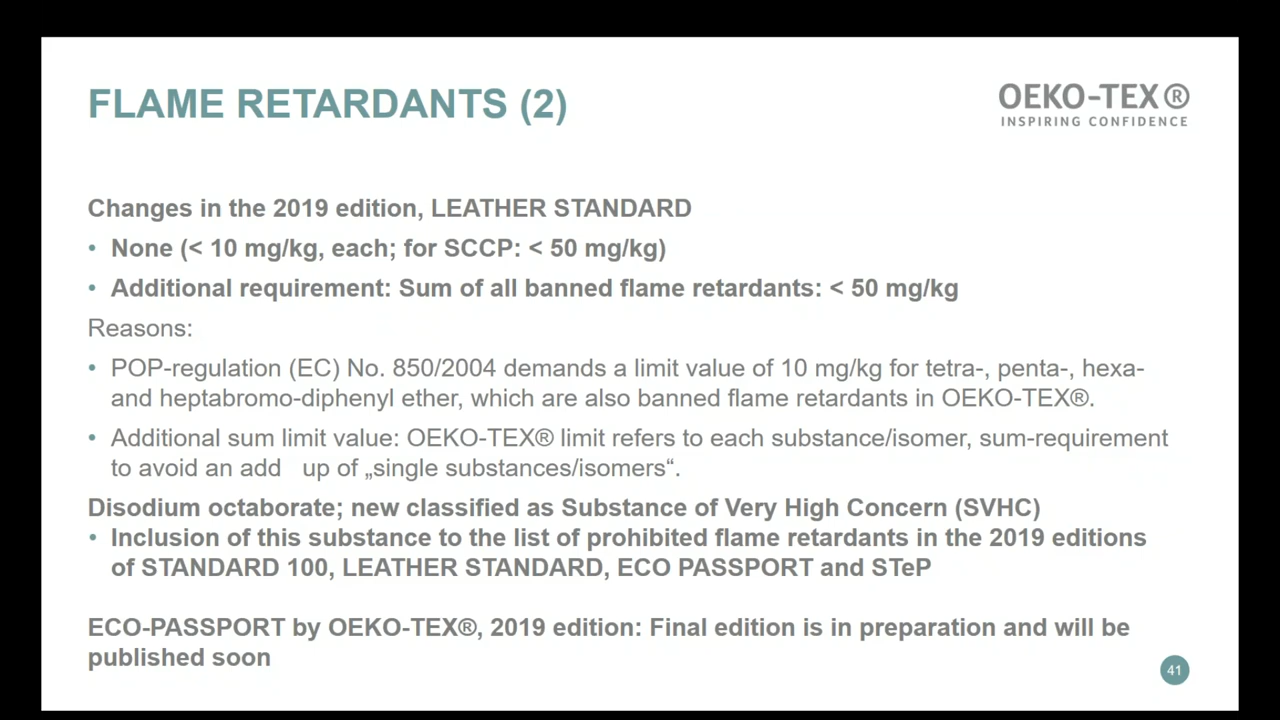 FLAME RETARDANTS (2)
OEKO-TEX®
INSPIRING CONFIDENCE
Changes in the 2019 edition, LEATHER STANDARD
• None (< 10 mg/kg, each; for SCCP: < 50 mg/kg)
• Additional requirement: Sum of all banned flame retardants: < 50 mg/kg
Reasons:
• POP-regulation (EC) No. 850/2004 demands a limit value of 10 mg/kg for tetra-, penta-, hexa-
and heptabromo-diphenyl ether, which are also banned flame retardants in OEKO-TEX®.
• Additional sum limit value: OEKO-TEX® limit refers to each substance/isomer, sum-requirement
to avoid an add up of „single substances/isomers“.
Disodium octaborate; new classified as Substance of Very High Concern (SVHC)
• Inclusion of this substance to the list of prohibited flame retardants in the 2019 editions
of STANDARD 100, LEATHER STANDARD, ECO PASSPORT and STeP
ECO-PASSPORT by OEKO-TEX®, 2019 edition: Final edition is in preparation and will be
published soon
41